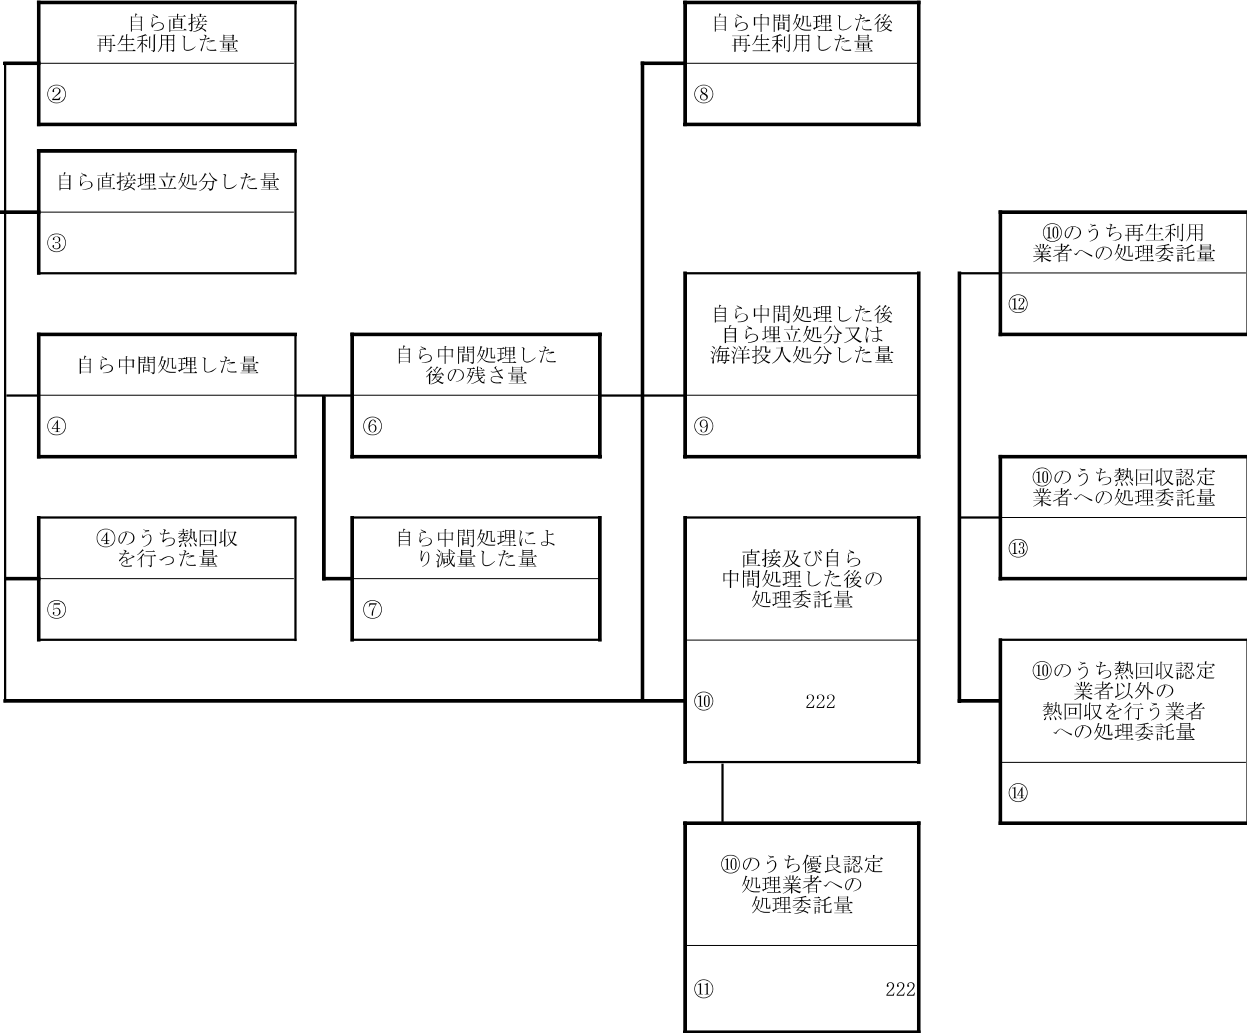 自ら直接
再生利用した量
②
自ら直接埋立処分した量
③
自ら中間処理した量
④
④のうち熱回収
を行った量
⑤
自ら中間処理した
後の残さ量
⑥
自ら中間処理によ
り減量した量
⑦
自ら中間処理した後
再生利用した量
⑧
自ら中間処理した後
自ら埋立処分又は
海洋投入処分した量
⑨
直接及び自ら
中間処理した後の
処理委託量
⑩ 222
⑩のうち優良認定
処理業者への
処理委託量
⑪ 222
⑩のうち再生利用
業者への処理委託量
⑫
⑩のうち熱回収認定
業者への処理委託量
⑬
⑩のうち熱回収認定
業者以外の
熱回収を行う業者
への処理委託量
⑭